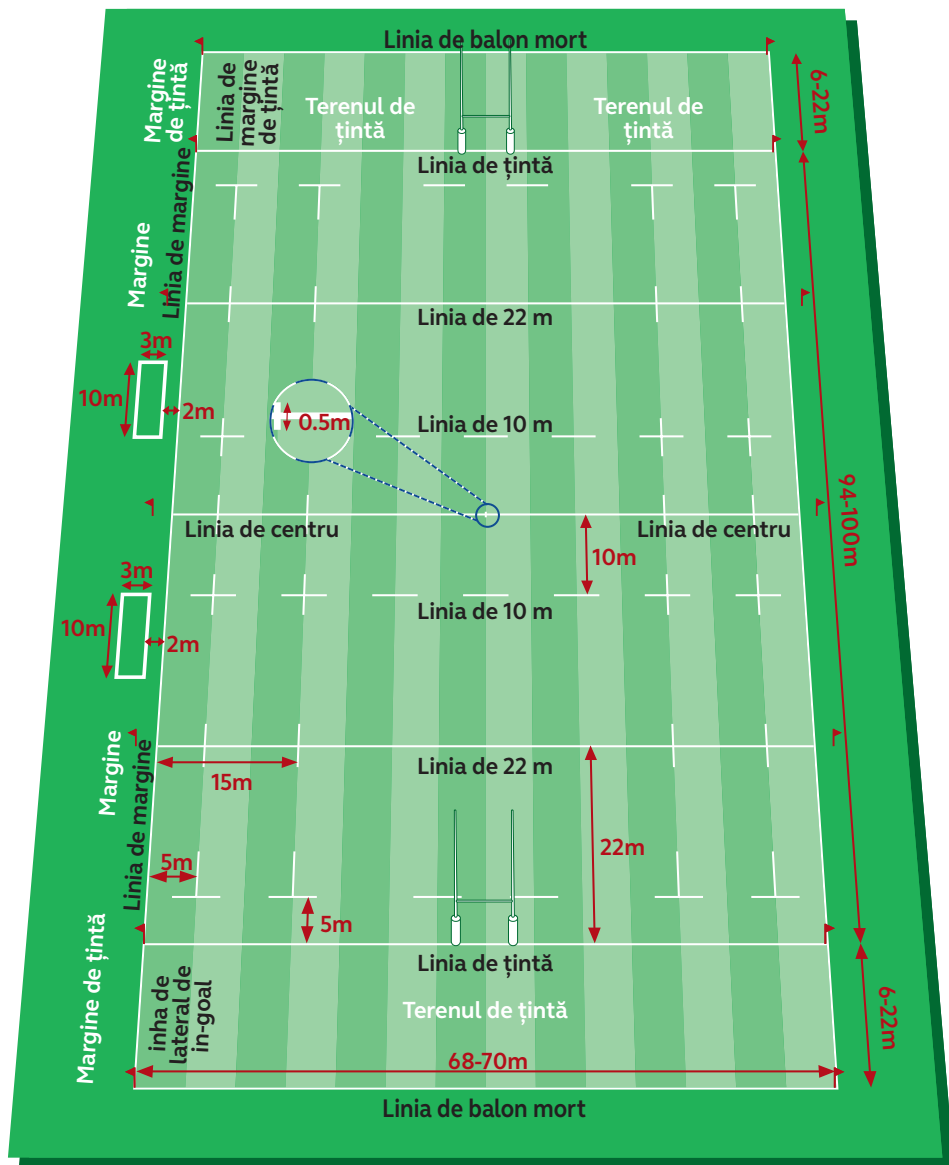 Linia de balon mort
6-22m
Margine
de țintă
Linia de
margine
de țintă
Terenul de
țintă
Terenul de
țintă
Linia de țintă
Linia de margine
Margine
Linia de 22 m
3m
10m
2m
0.5m
Linia de 10 m
94-100m
Linia de centru
Linia de centru
10m
3m
10m
2m
Linia de 10 m
Margine
Linia de margine
15m
Linia de 22 m
22m
5m
5m
Margine de țintă
Linia de țintă
inha de
lateral de
in-goal
Terenul de țintă
6-22m
68-70m
Linia de balon mort